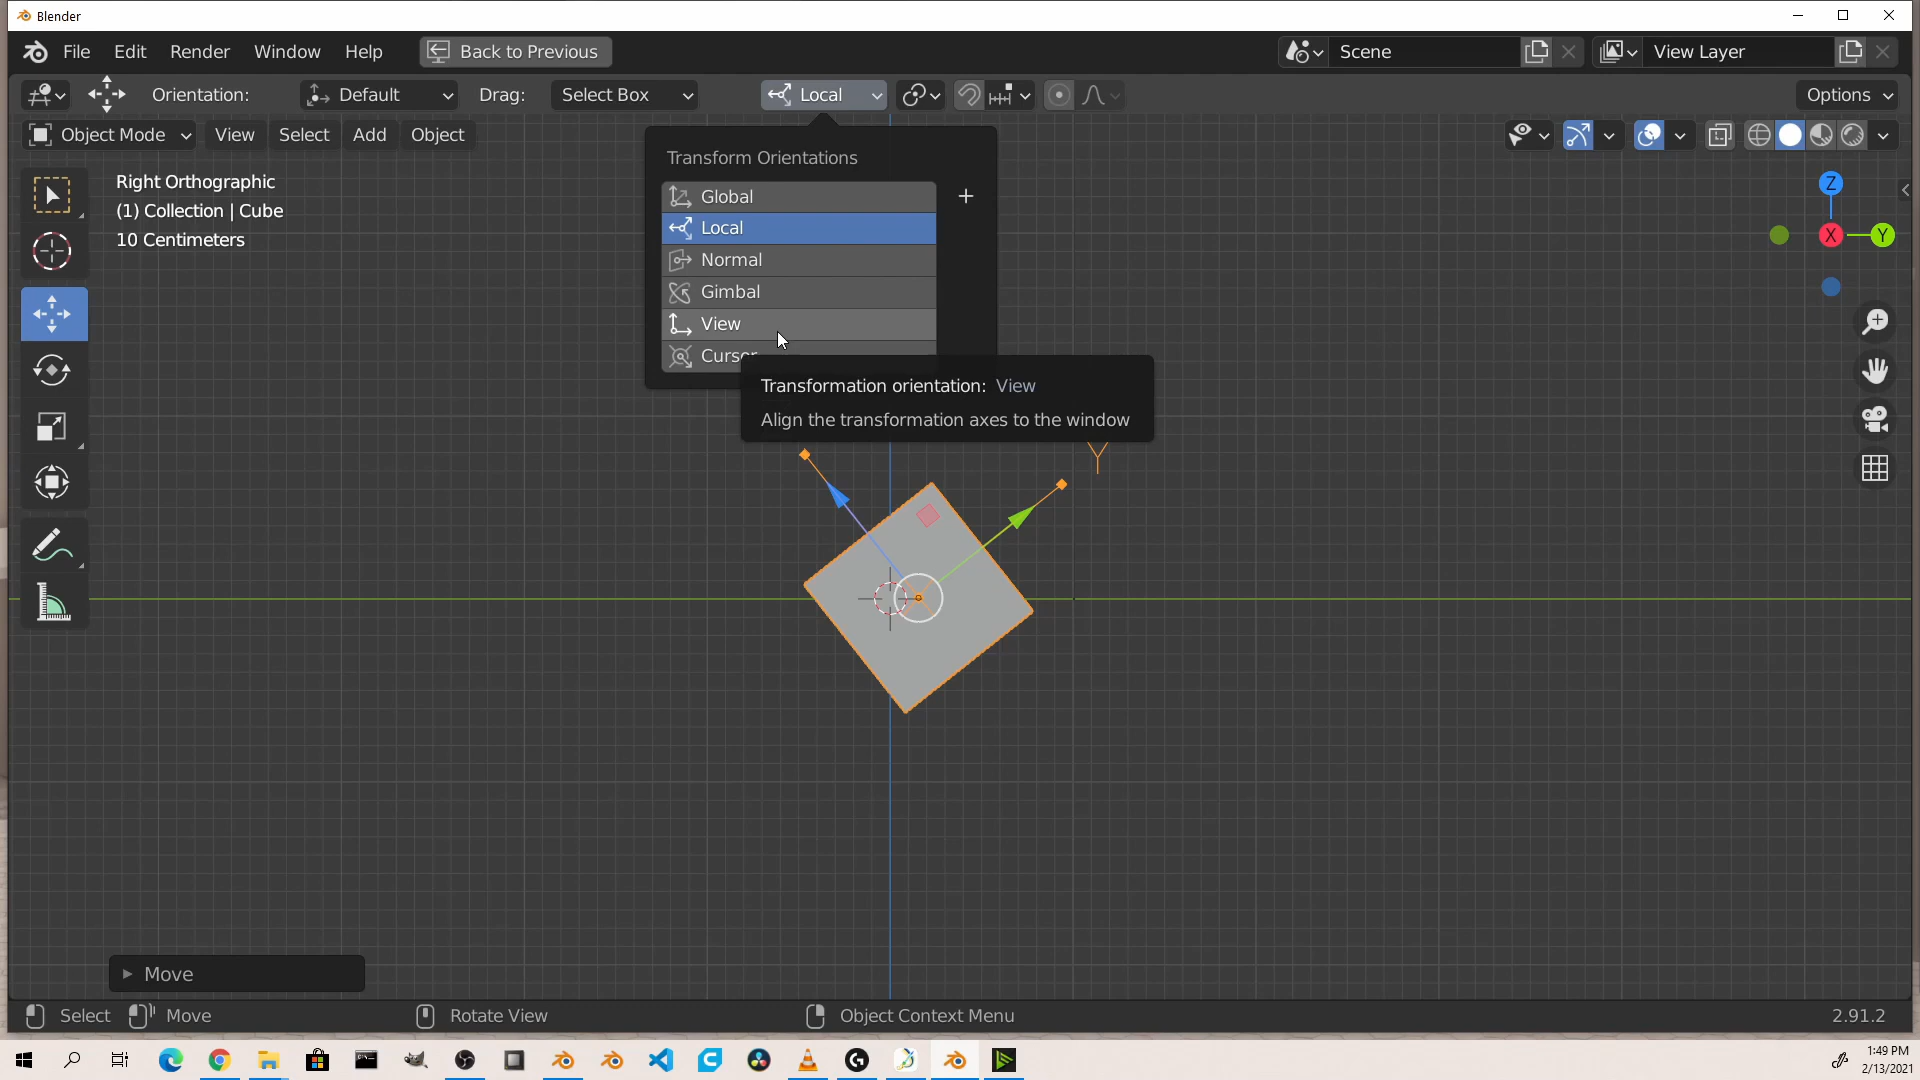 Blender
File Edit Render Window Help Back to Previous Scene View Layer
Orientation: Default Drag: Select Box Local Options
Object Mode View Select Add Object
Transform Orientations
Global
Local
Normal
Gimbal
View
Cursor
Transformation orientation: View
Align the transformation axes to the window
Right Orthographic
(1) Collection | Cube
10 Centimeters
Z
X
Y
Y
Move
Select Move Rotate View Object Context Menu 2.91.2
1:49 PM
2/13/2021